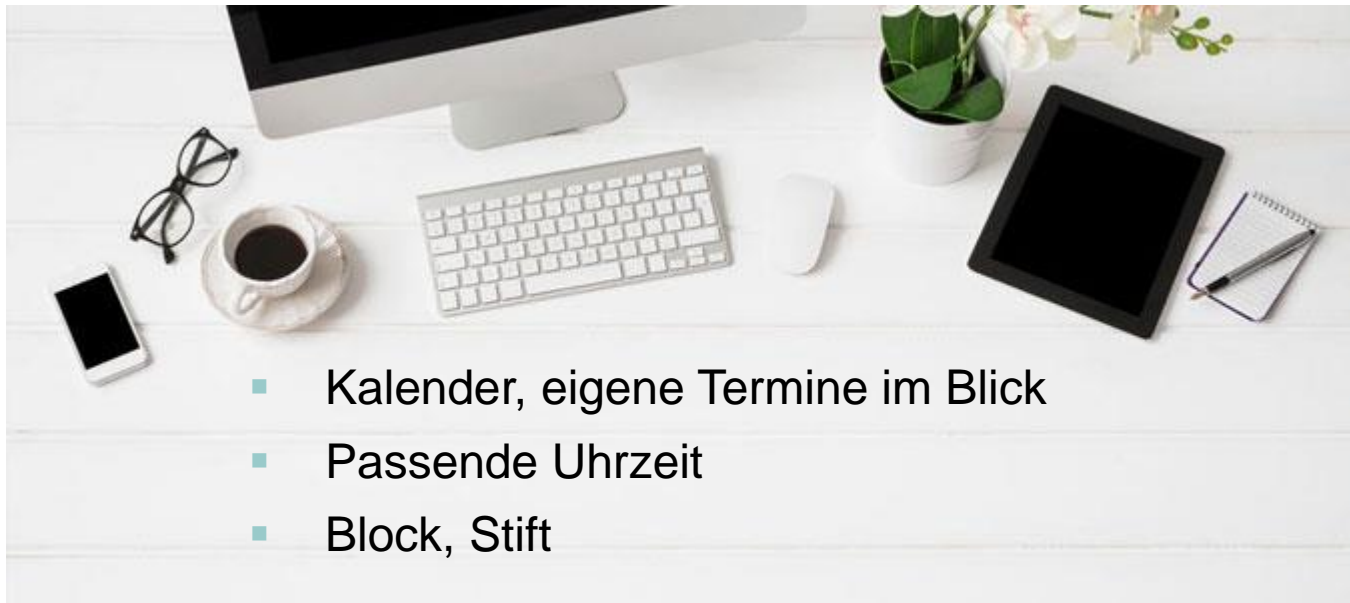 Kalender, eigene Termine im Blick
Passende Uhrzeit
Block, Stift